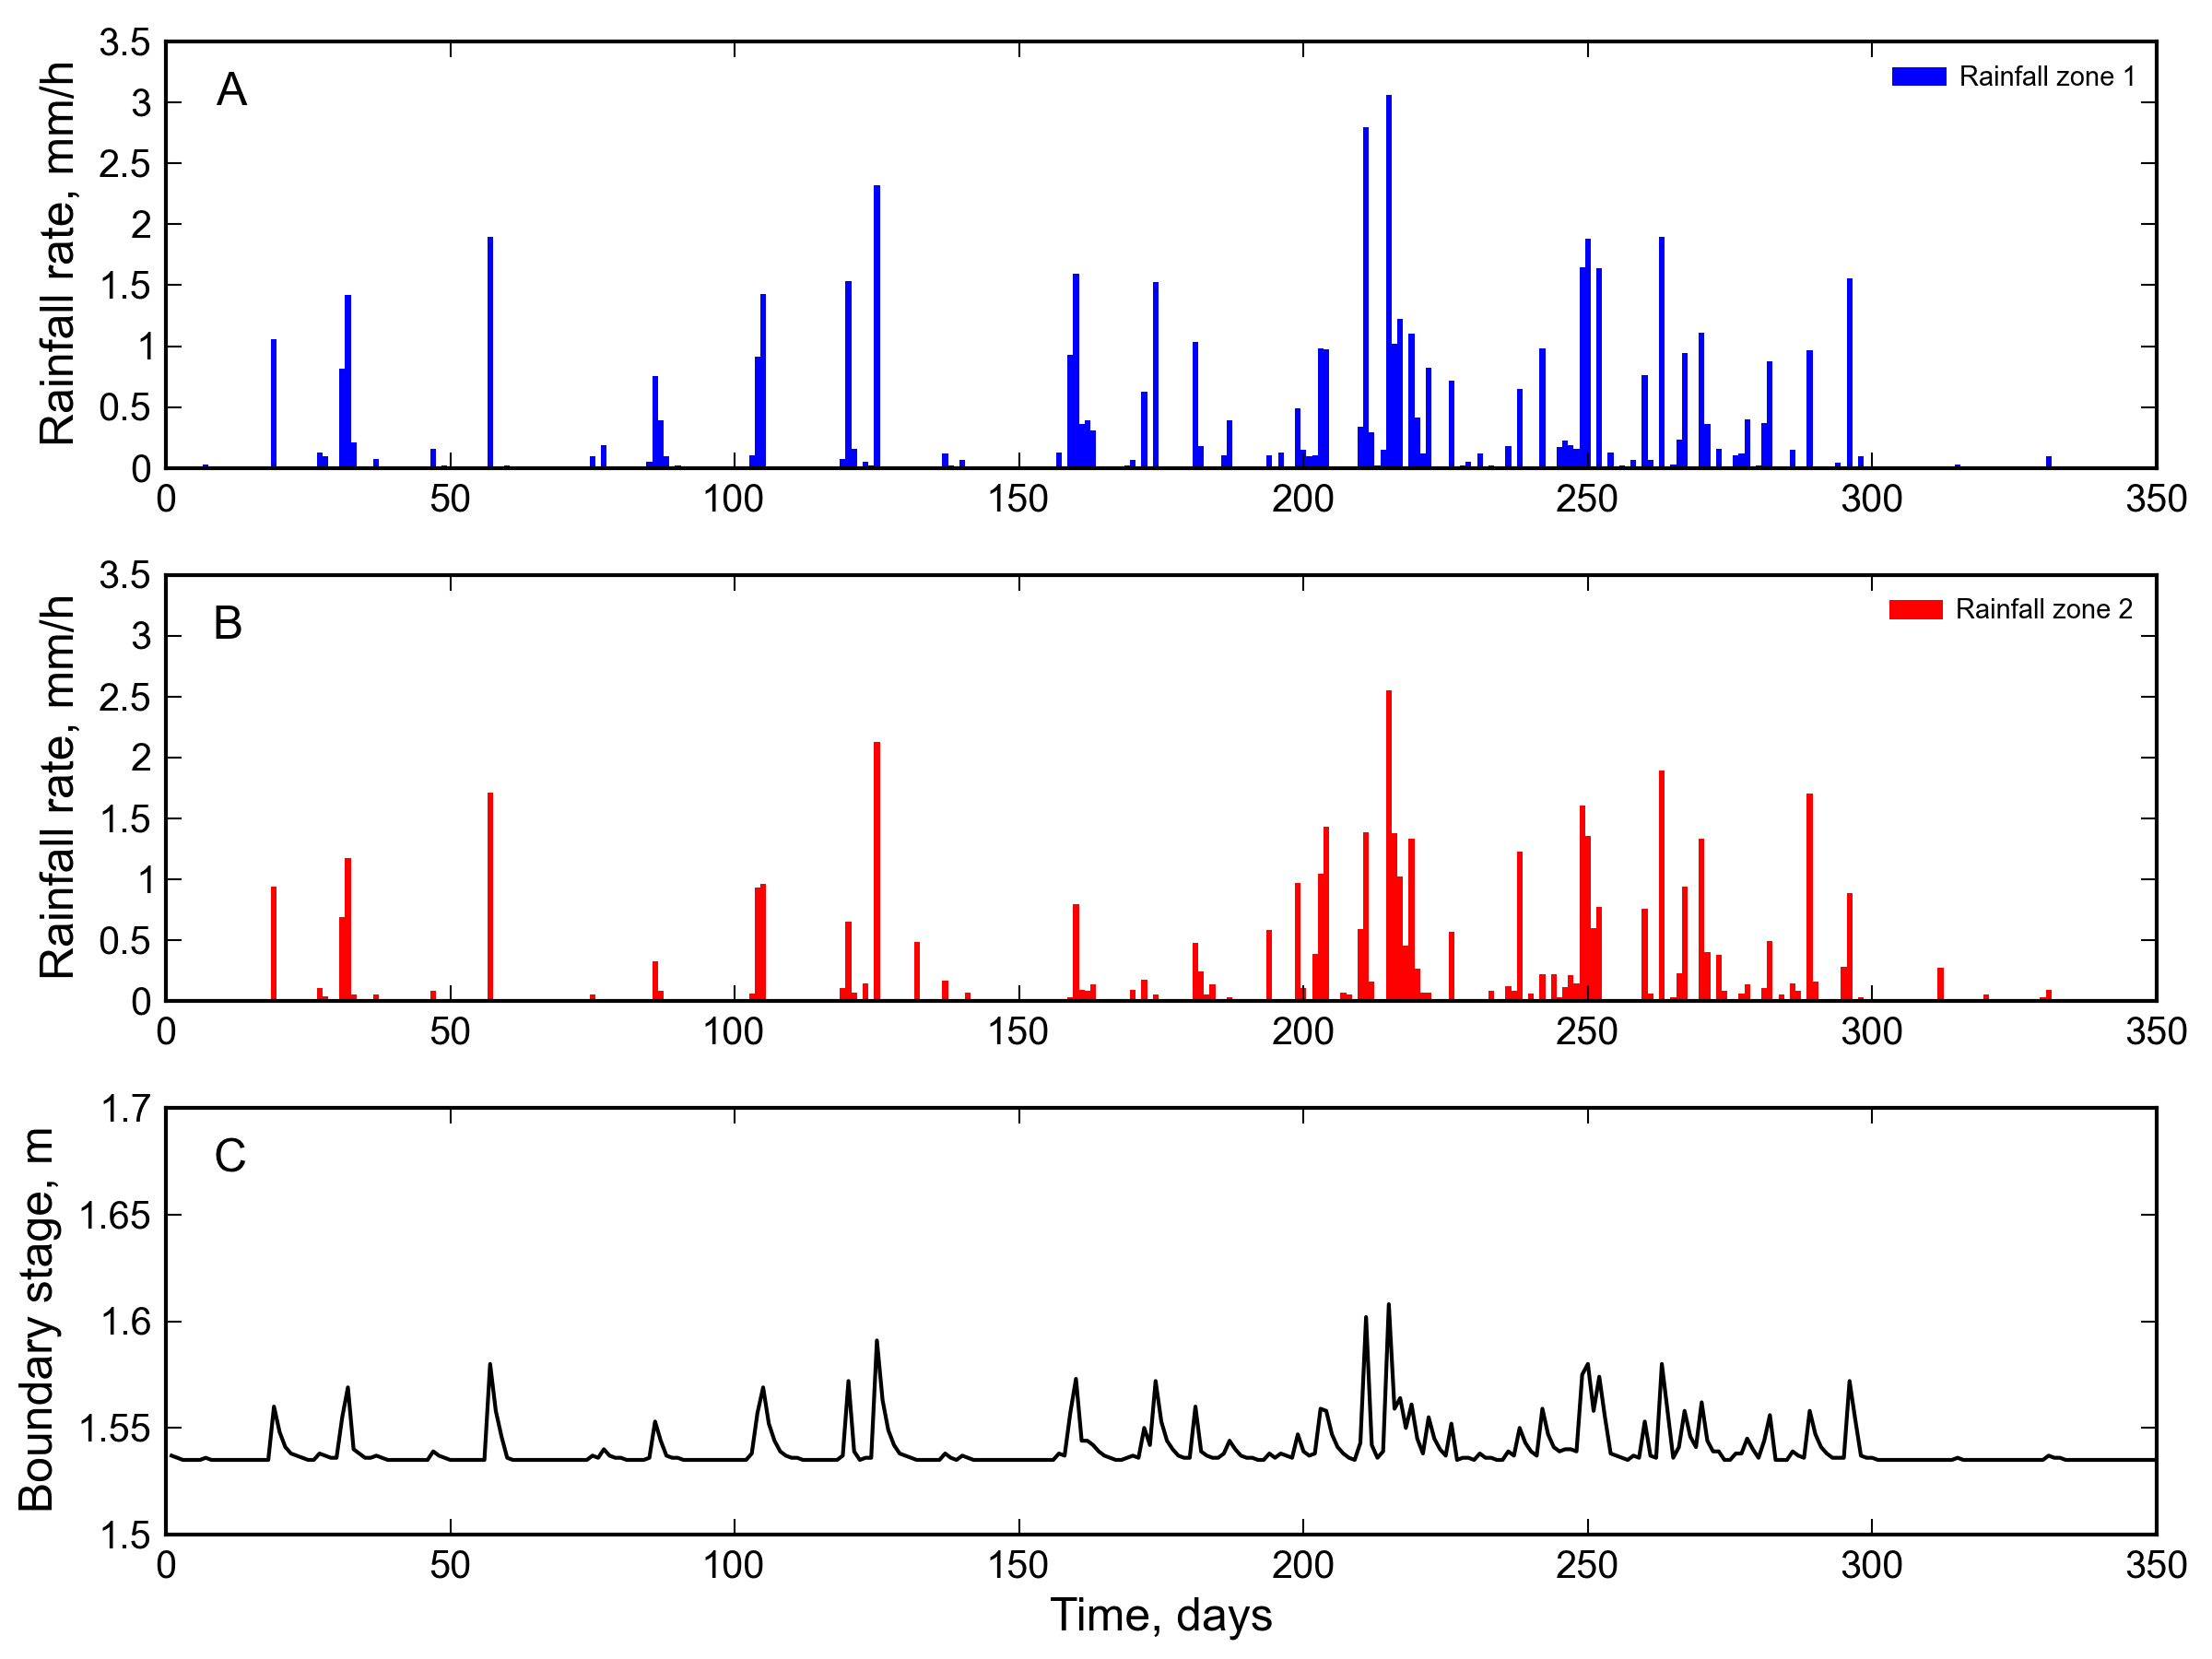 A
Rainfall zone 1
Rainfall rate, mm/h
3.5
3
2.5
2
1.5
1
0.5
0
0 50 100 150 200 250 300 350
B
Rainfall zone 2
Rainfall rate, mm/h
3.5
3
2.5
2
1.5
1
0.5
0
0 50 100 150 200 250 300 350
C
Boundary stage, m
1.7
1.65
1.6
1.55
1.5
0 50 100 150 200 250 300 350
Time, days